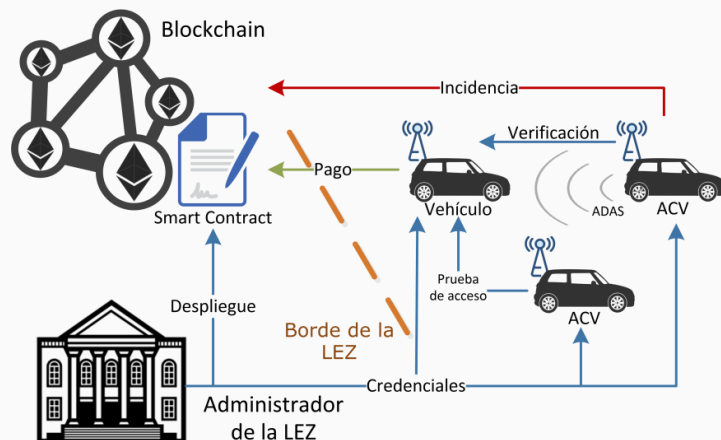 Blockchain
Incidencia
Verificación
Pago
Smart Contract
Vehículo
ADAS
ACV
Prueba
de acceso
ACV
Despliegue
Borde de la
LEZ
Credenciales
Administrador
de la LEZ